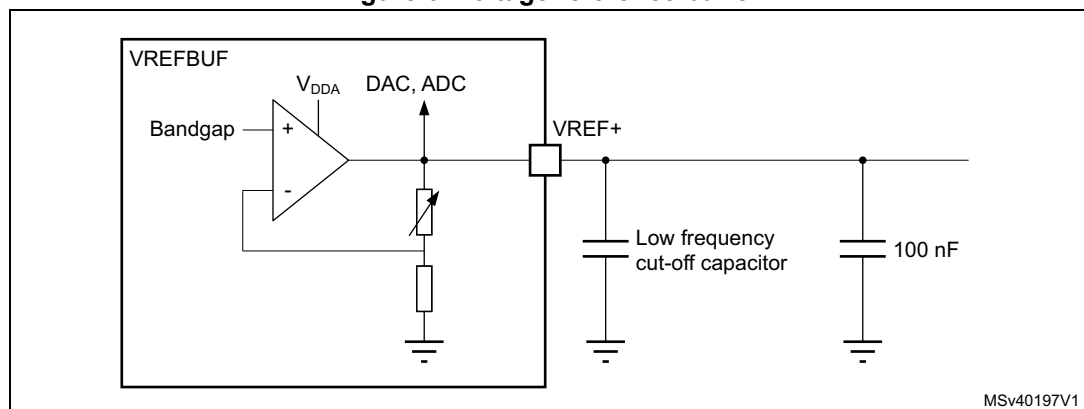 VREFBUF
VDDA
DAC, ADC
Bandgap
+
-
VREF+
Low frequency
cut-off capacitor
100 nF
MSv40197V1